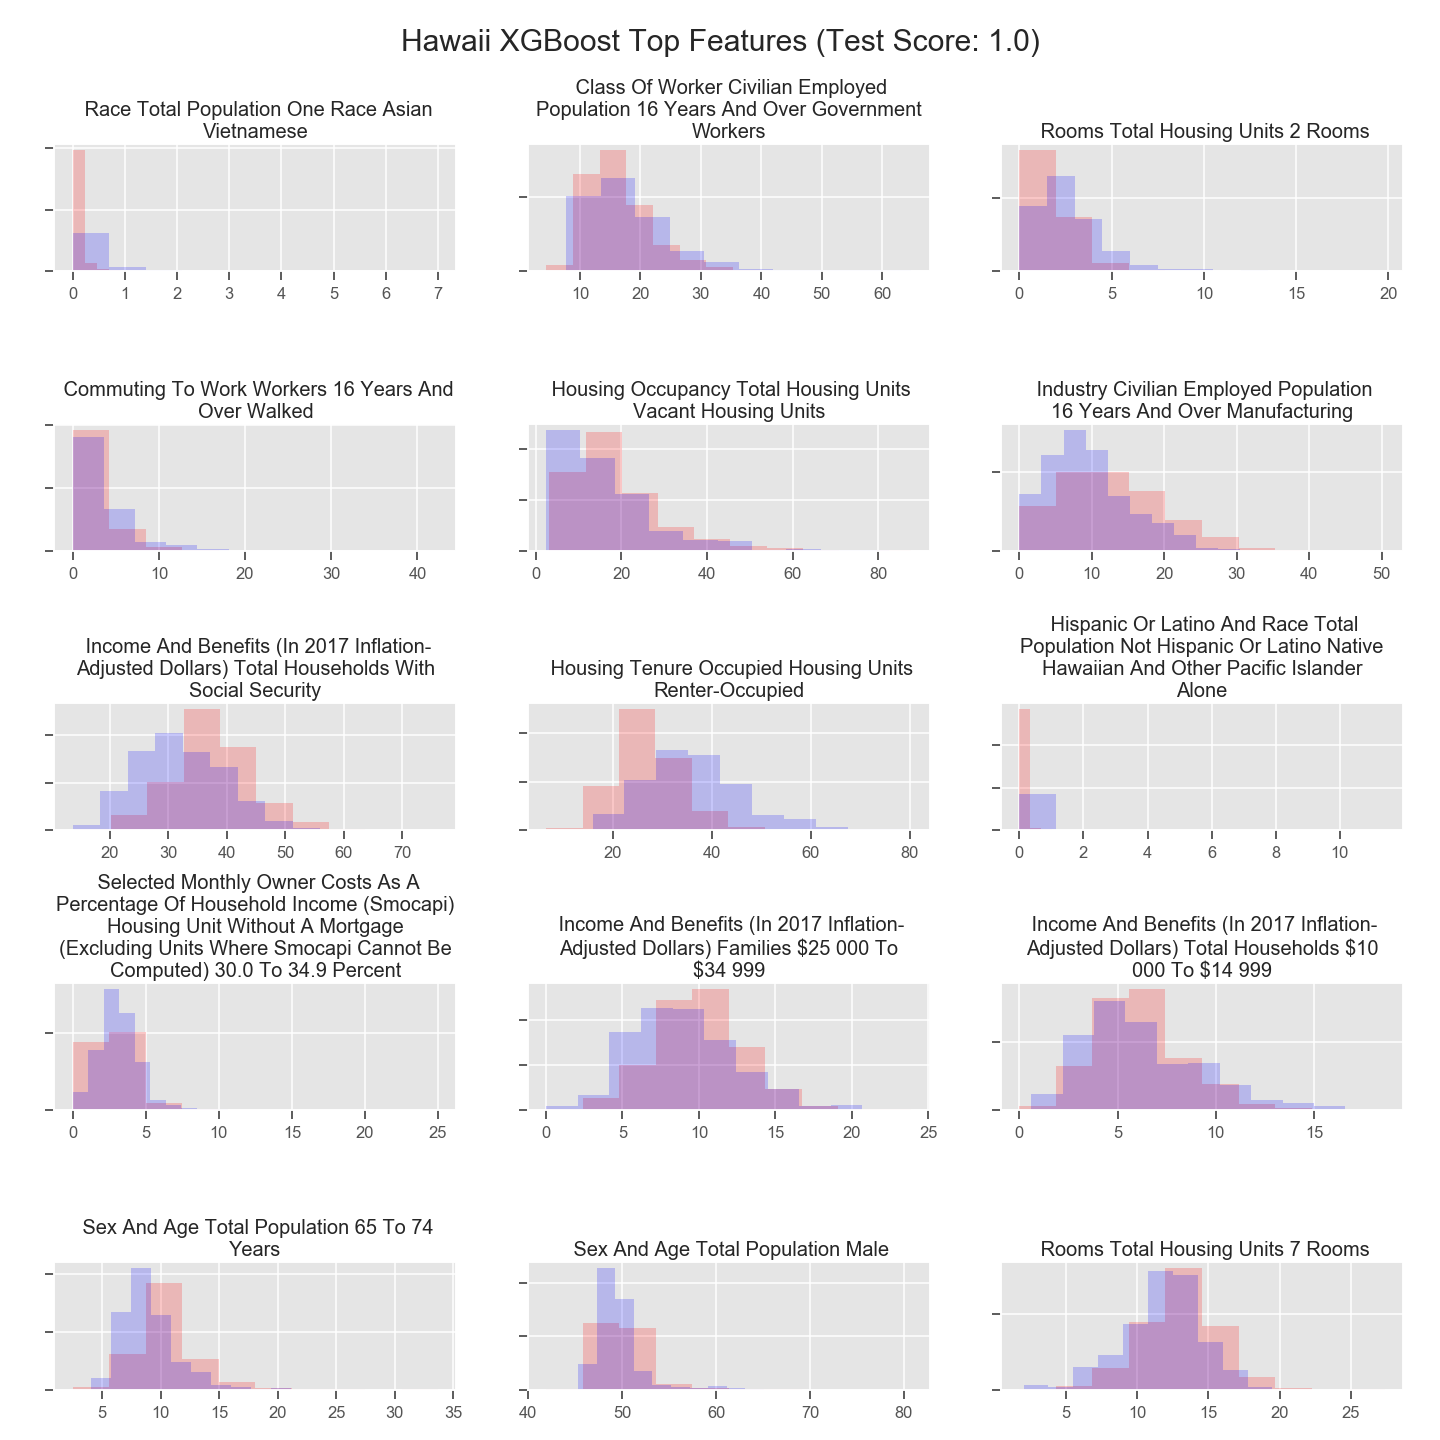 Hawaii XGBoost Top Features (Test Score: 1.0)
Race Total Population One Race Asian
Vietnamese
0 1 2 3 4 5 6 7
Class Of Worker Civilian Employed
Population 16 Years And Over Government
Workers
10 20 30 40 50 60
Rooms Total Housing Units 2 Rooms
0 5 10 15 20
Commuting To Work Workers 16 Years And
Over Walked
0 10 20 30 40
Housing Occupancy Total Housing Units
Vacant Housing Units
0 20 40 60 80
Industry Civilian Employed Population
16 Years And Over Manufacturing
0 10 20 30 40 50
Income And Benefits (In 2017 Inflation-
Adjusted Dollars) Total Households With
Social Security
20 30 40 50 60 70
Housing Tenure Occupied Housing Units
Renter-Occupied
20 40 60 80
Hispanic Or Latino And Race Total
Population Not Hispanic Or Latino Native
Hawaiian And Other Pacific Islander
Alone
0 2 4 6 8 10
Selected Monthly Owner Costs As A
Percentage Of Household Income (Smocapi)
Housing Unit Without A Mortgage
(Excluding Units Where Smocapi Cannot Be
Computed) 30.0 To 34.9 Percent
0 5 10 15 20 25
Income And Benefits (In 2017 Inflation-
Adjusted Dollars) Families $25 000 To
$34 999
0 5 10 15 20 25
Income And Benefits (In 2017 Inflation-
Adjusted Dollars) Total Households $10
000 To $14 999
0 5 10 15
Sex And Age Total Population 65 To 74
Years
5 10 15 20 25 30 35
Sex And Age Total Population Male
40 50 60 70 80
Rooms Total Housing Units 7 Rooms
5 10 15 20 25